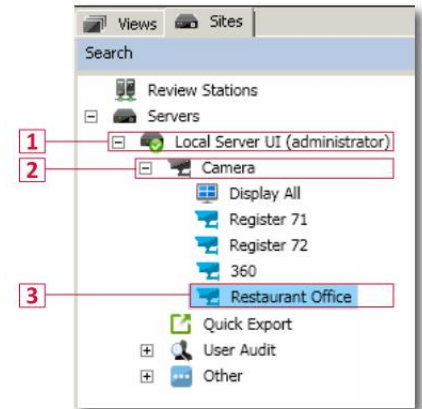 Views Sites
Search
Review Stations
Servers
1 Local Server UI (administrator)
2 Camera
Display All
Register 71
Register 72
360
3 Restaurant Office
Quick Export
User Audit
Other